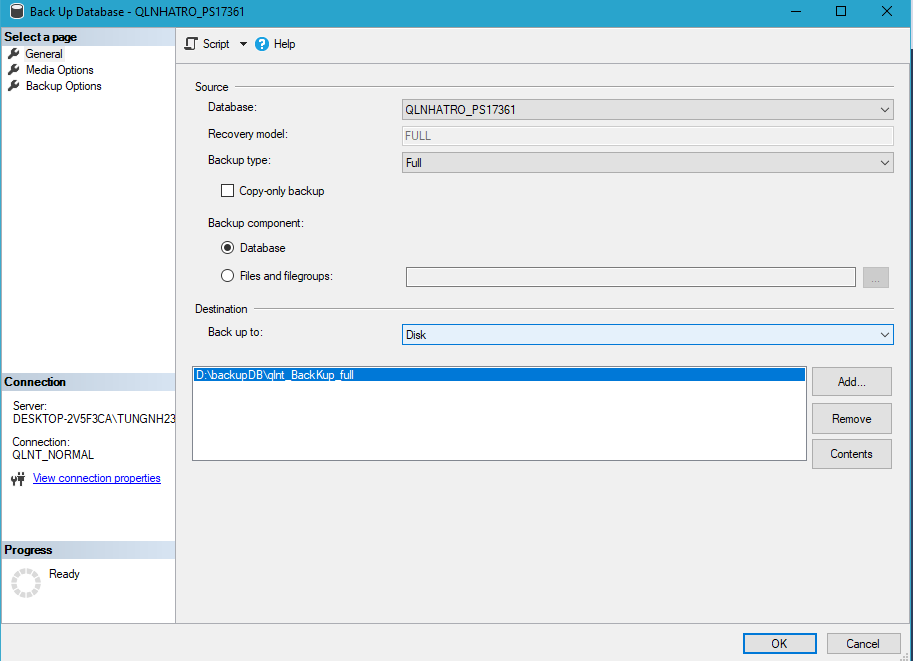 Back Up Database - QLNHATRO_PS17361
Select a page
General
Media Options
Backup Options
Script
Help
Source
Database:
QLNHATRO_PS17361
Recovery model:
FULL
Backup type:
Full
Copy-only backup
Backup component:
Database
Files and filegroups:
...
Destination
Back up to:
Disk
D:\backupDB\qlnt_BackKup_full
Add...
Remove
Contents
Connection
Server:
DESKTOP-2V5F3CA\TUNGNH23
Connection:
QLNT_NORMAL
View connection properties
Progress
Ready
OK
Cancel